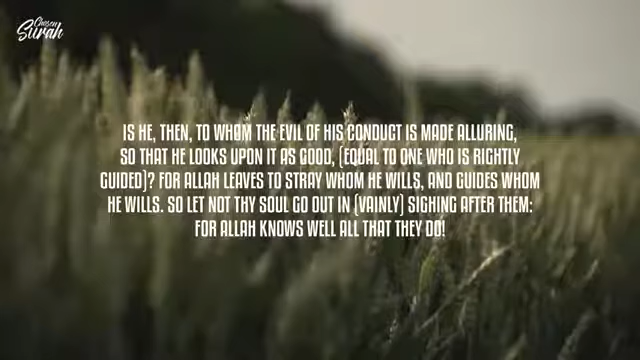 Chosen
Surah
IS HE, THEN, TO WHOM THE EVIL OF HIS CONDUCT IS MADE ALLURING,
SO THAT HE LOOKS UPON IT AS GOOD, (EQUAL TO ONE WHO IS RIGHTLY
GUIDED)? FOR ALLAH LEAVES TO STRAY WHOM HE WILLS, AND GUIDES WHOM
HE WILLS. SO LET NOT THY SOUL GO OUT IN (VAINLY) SIGHING AFTER THEM:
FOR ALLAH KNOWS WELL ALL THAT THEY DO!